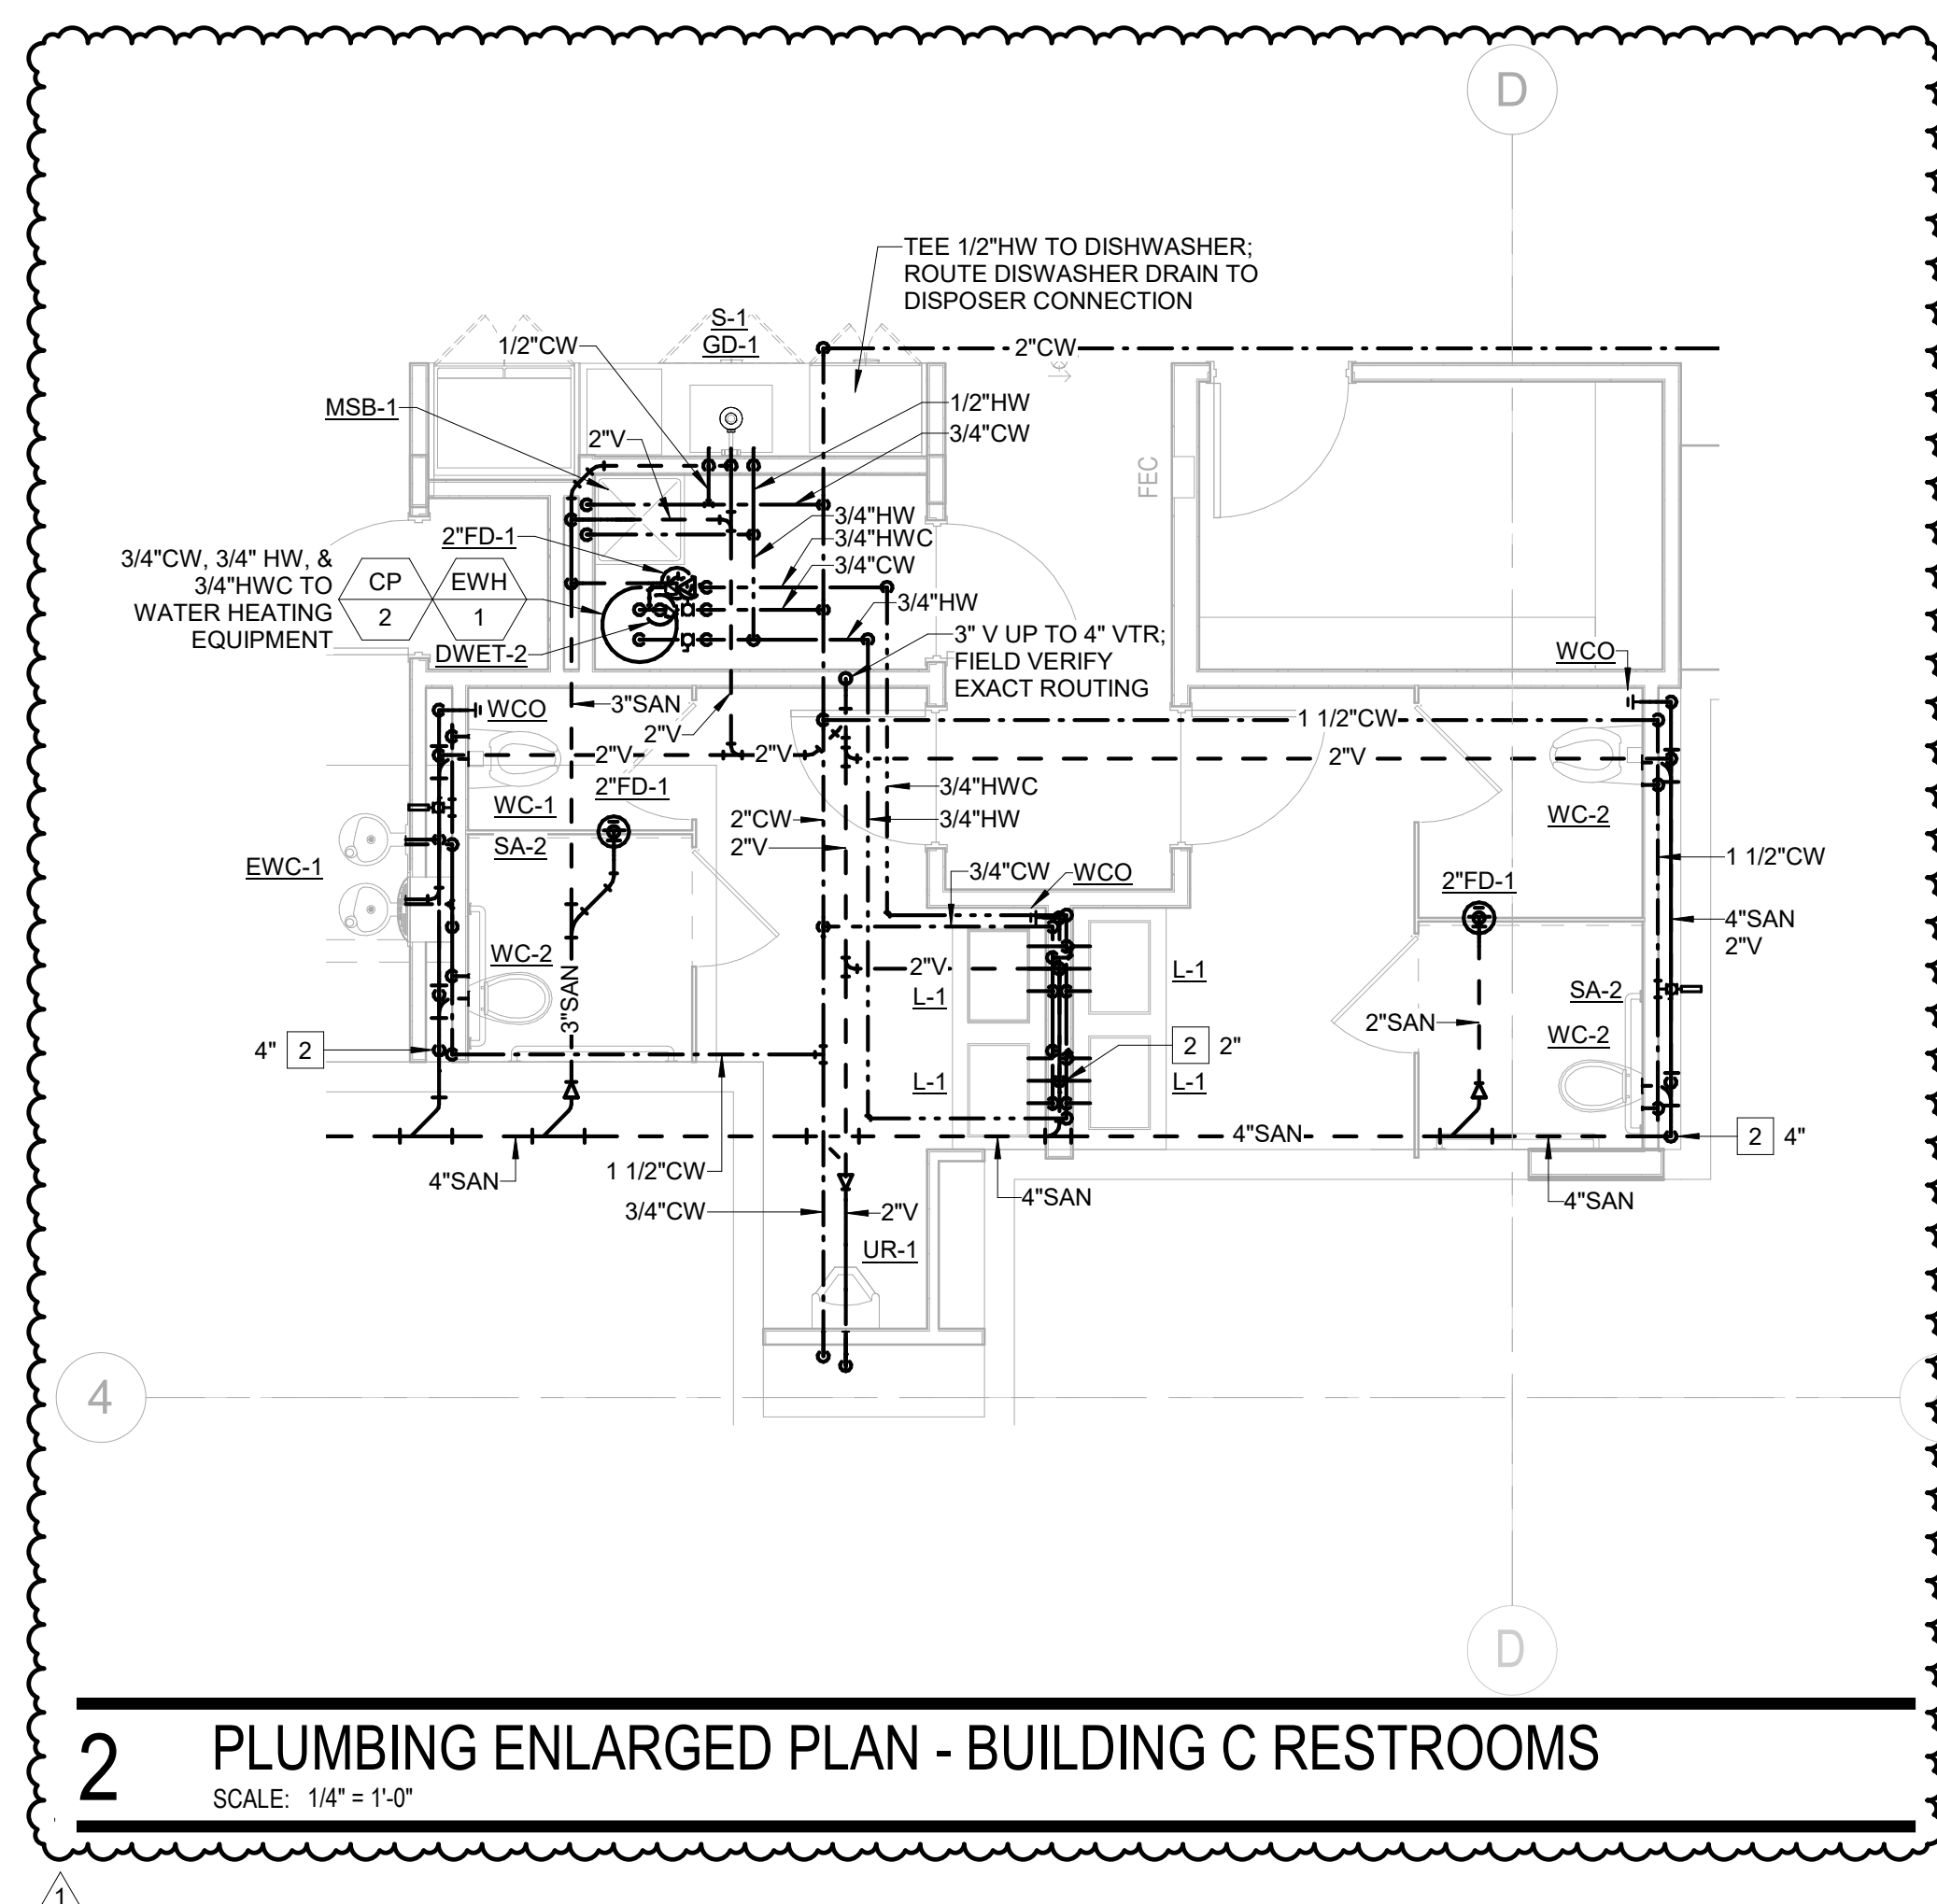 D
TEE 1/2"HW TO DISHWASHER;
ROUTE DISWASHER DRAIN TO
DISPOSER CONNECTION
S-1
GD-1
1/2"CW
2"CW
MSB-1
2"V
1/2"HW
3/4"CW
FEC
3/4"HW
3/4"HWC
3/4"CW
2"FD-1
3/4"CW, 3/4" HW, &
3/4"HWC TO
WATER HEATING
EQUIPMENT
CP
2
EWH
1
DWET-2
3/4"HW
3" V UP TO 4" VTR;
FIELD VERIFY
EXACT ROUTING
WCO
WCO
3"SAN
2"V
1 1/2"CW
2"V
2"V
2"V
2"FD-1
WC-1
3/4"HWC
2"CW
3/4"HW
WC-2
SA-2
2"V
1 1/2"CW
EWC-1
3/4"CW
WCO
2"FD-1
4"SAN
2"V
WC-2
3"SAN
2"V
L-1
L-1
SA-2
2"SAN
WC-2
4"
2
2
2"
L-1
L-1
4"SAN
2
4"
4"SAN
1 1/2"CW
4"SAN
4"SAN
3/4"CW
2"V
UR-1
4
D
2
PLUMBING ENLARGED PLAN - BUILDING C RESTROOMS
SCALE: 1/4" = 1'-0"
1